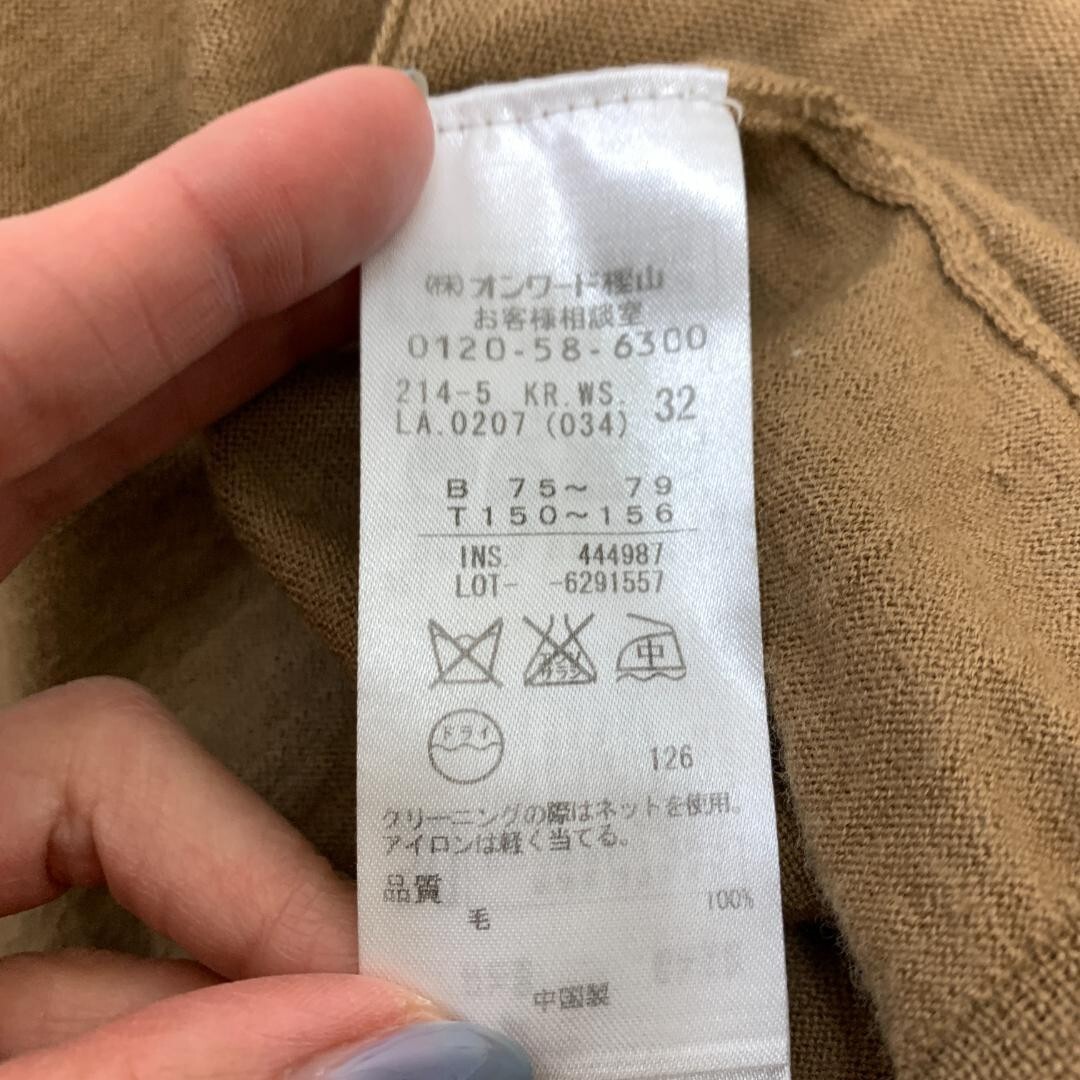 ㈱オンワード樫山
お客様相談室
0120-58-6300
214-5 KR.WS. 32
LA.0207 (034)
B 75～ 79
T150～156
INS. 444987
LOT- -6291557
中
ドライ
126
クリーニングの際はネットを使用。
アイロンは軽く当てる。
品質
毛 100%
中国製